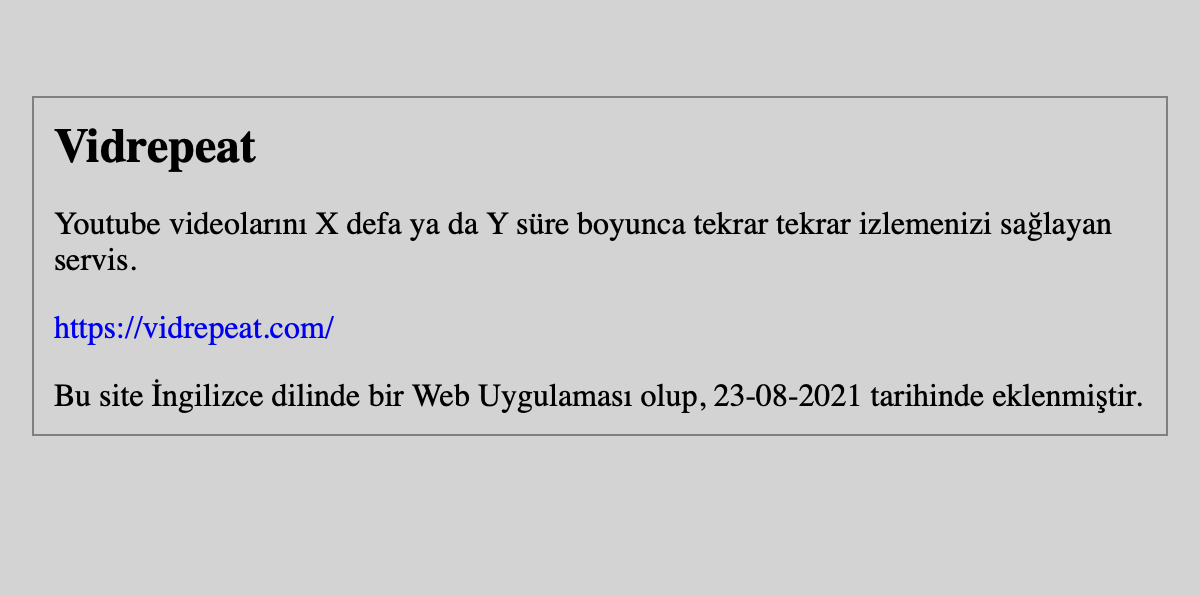 Vidrepeat
Youtube videolarını X defa ya da Y süre boyunca tekrar tekrar izlemenizi sağlayan
servis.
https://vidrepeat.com/
Bu site İngilizce dilinde bir Web Uygulaması olup, 23-08-2021 tarihinde eklenmiştir.